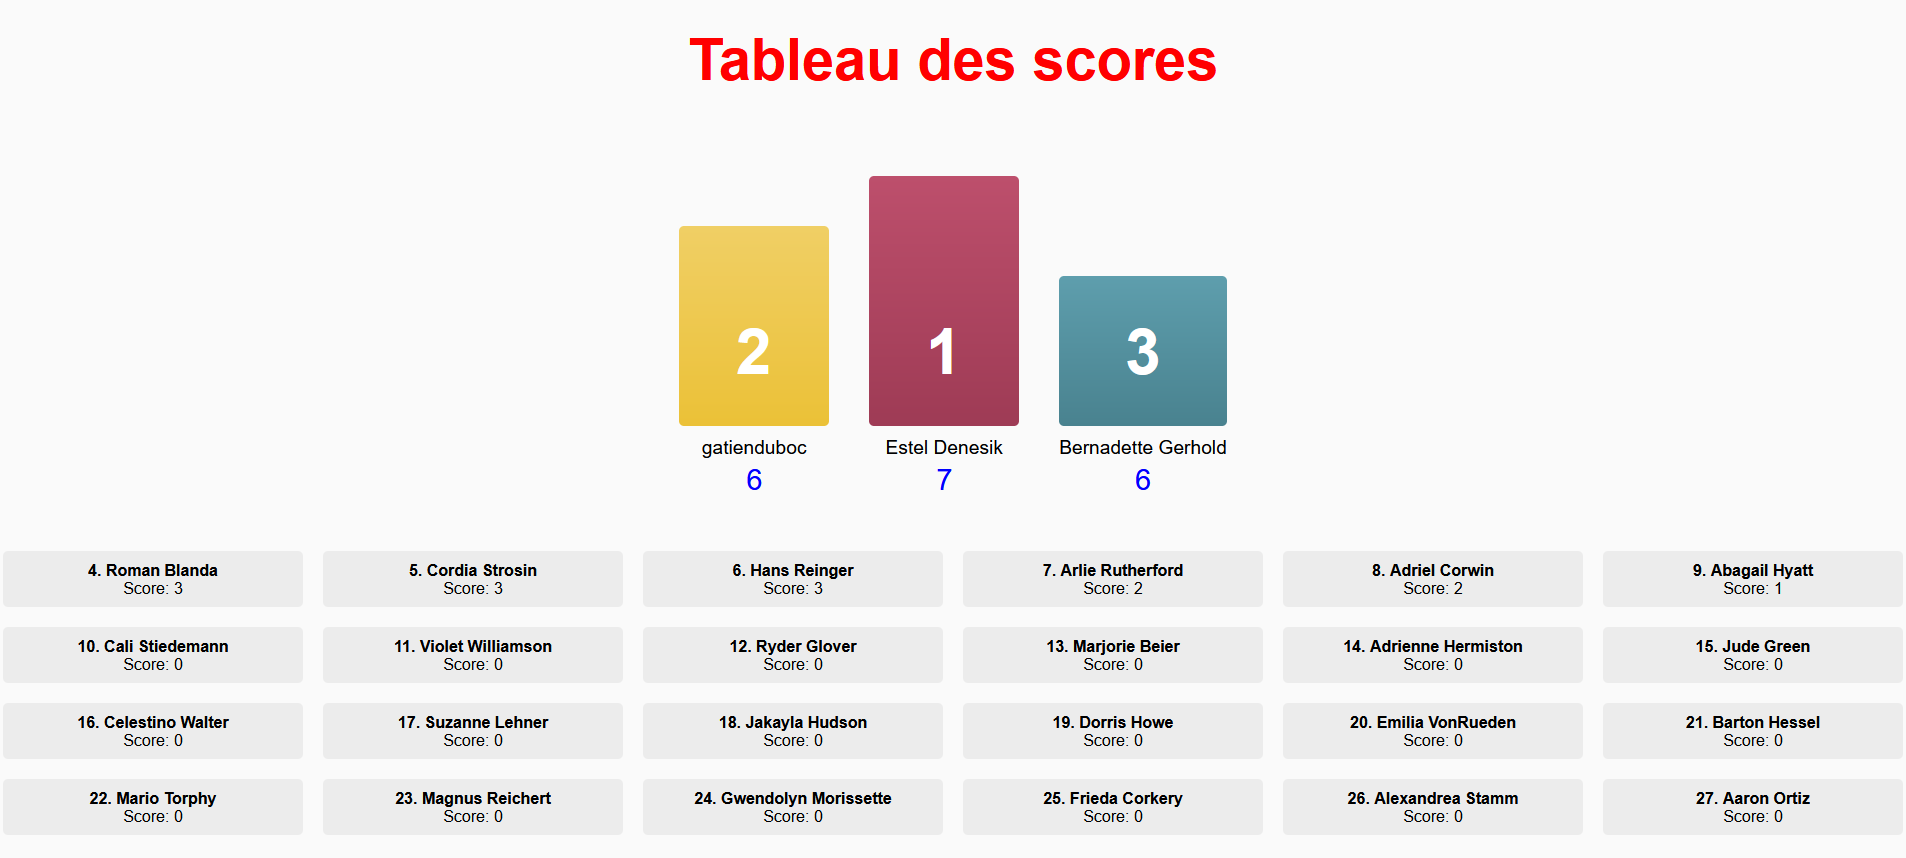 Tableau des scores
2
1
3
gatienduboc
Estel Denesik
Bernadette Gerhold
6
7
6
4. Roman Blanda
Score: 3
5. Cordia Strosin
Score: 3
6. Hans Reinger
Score: 3
7. Arlie Rutherford
Score: 2
8. Adriel Corwin
Score: 2
9. Abagail Hyatt
Score: 1
10. Cali Stiedemann
Score: 0
11. Violet Williamson
Score: 0
12. Ryder Glover
Score: 0
13. Marjorie Beier
Score: 0
14. Adrienne Hermiston
Score: 0
15. Jude Green
Score: 0
16. Celestino Walter
Score: 0
17. Suzanne Lehner
Score: 0
18. Jakayla Hudson
Score: 0
19. Dorris Howe
Score: 0
20. Emilia VonRueden
Score: 0
21. Barton Hessel
Score: 0
22. Mario Torphy
Score: 0
23. Magnus Reichert
Score: 0
24. Gwendolyn Morissette
Score: 0
25. Frieda Corkery
Score: 0
26. Alexandrea Stamm
Score: 0
27. Aaron Ortiz
Score: 0